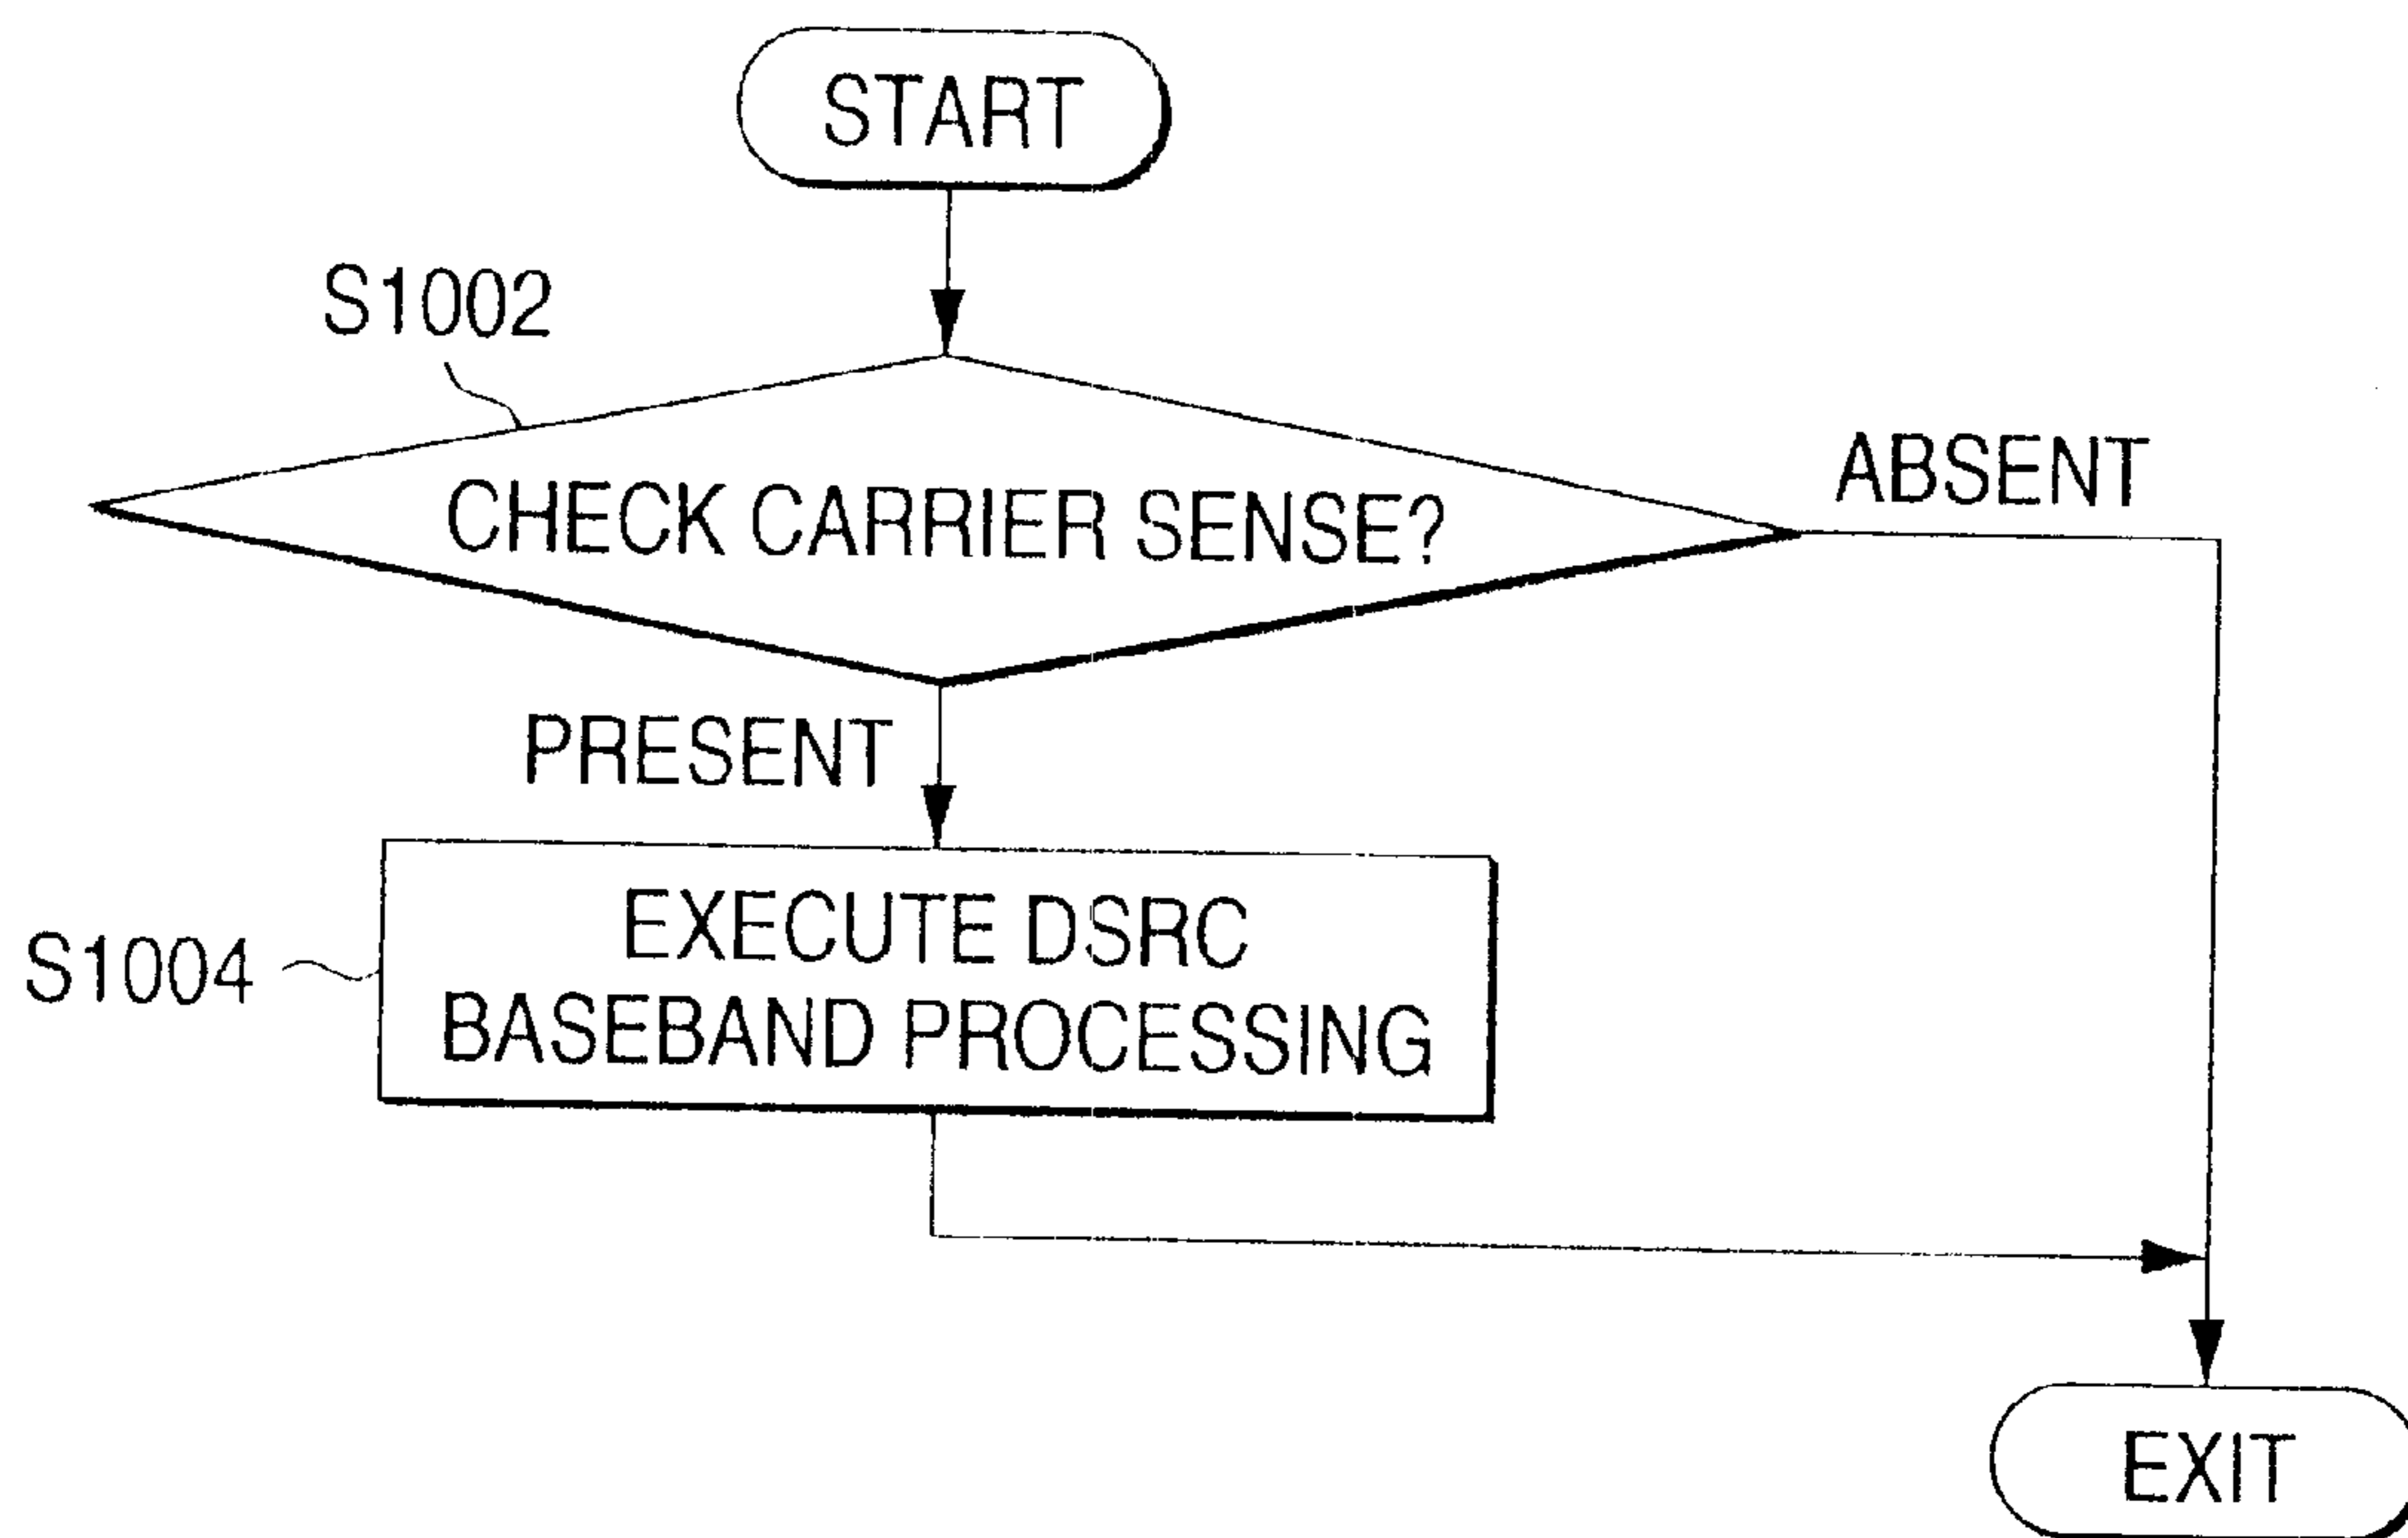 START
S1002
CHECK CARRIER SENSE?
ABSENT
PRESENT
S1004
EXECUTE DSRC
BASEBAND PROCESSING
EXIT